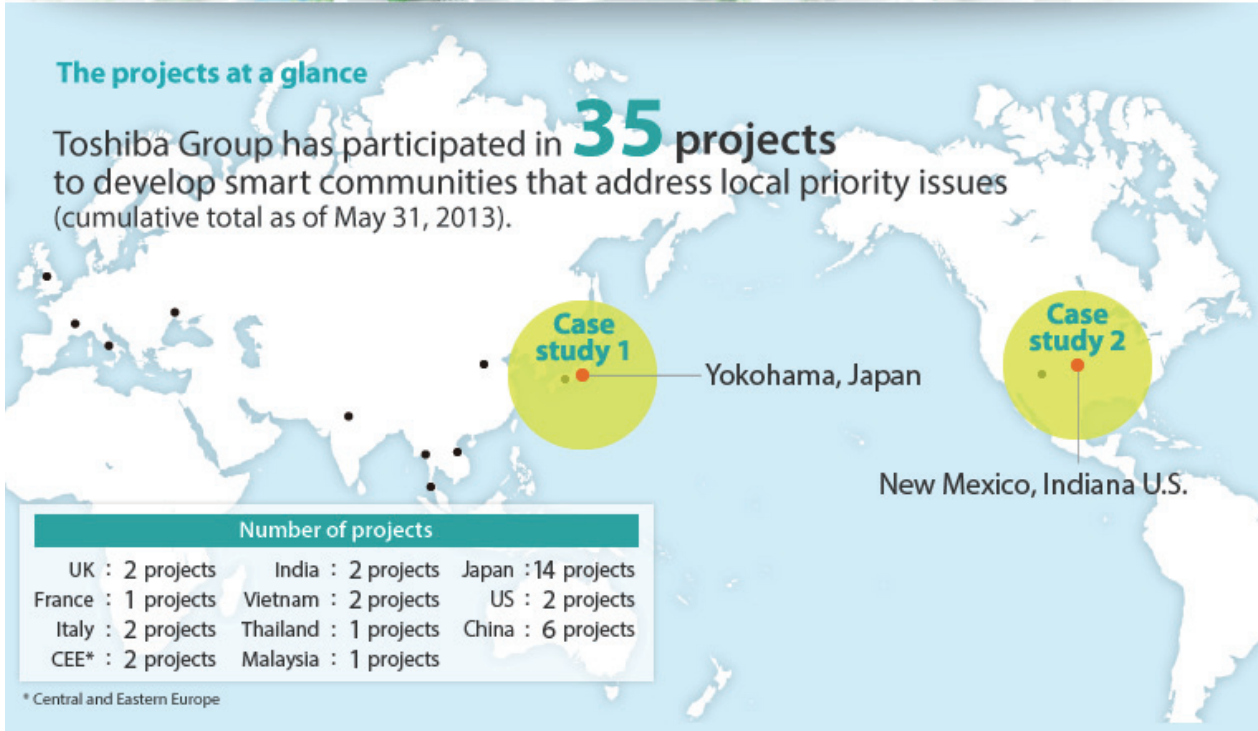 The projects at a glance
Toshiba Group has participated in 35 projects
to develop smart communities that address local priority issues
(cumulative total as of May 31, 2013).
Case
study 1
Yokohama, Japan
Case
study 2
New Mexico, Indiana U.S.
Number of projects
UK : 2 projects India : 2 projects Japan :14 projects
France : 1 projects Vietnam : 2 projects US : 2 projects
Italy : 2 projects Thailand : 1 projects China : 6 projects
CEE* : 2 projects Malaysia : 1 projects
* Central and Eastern Europe